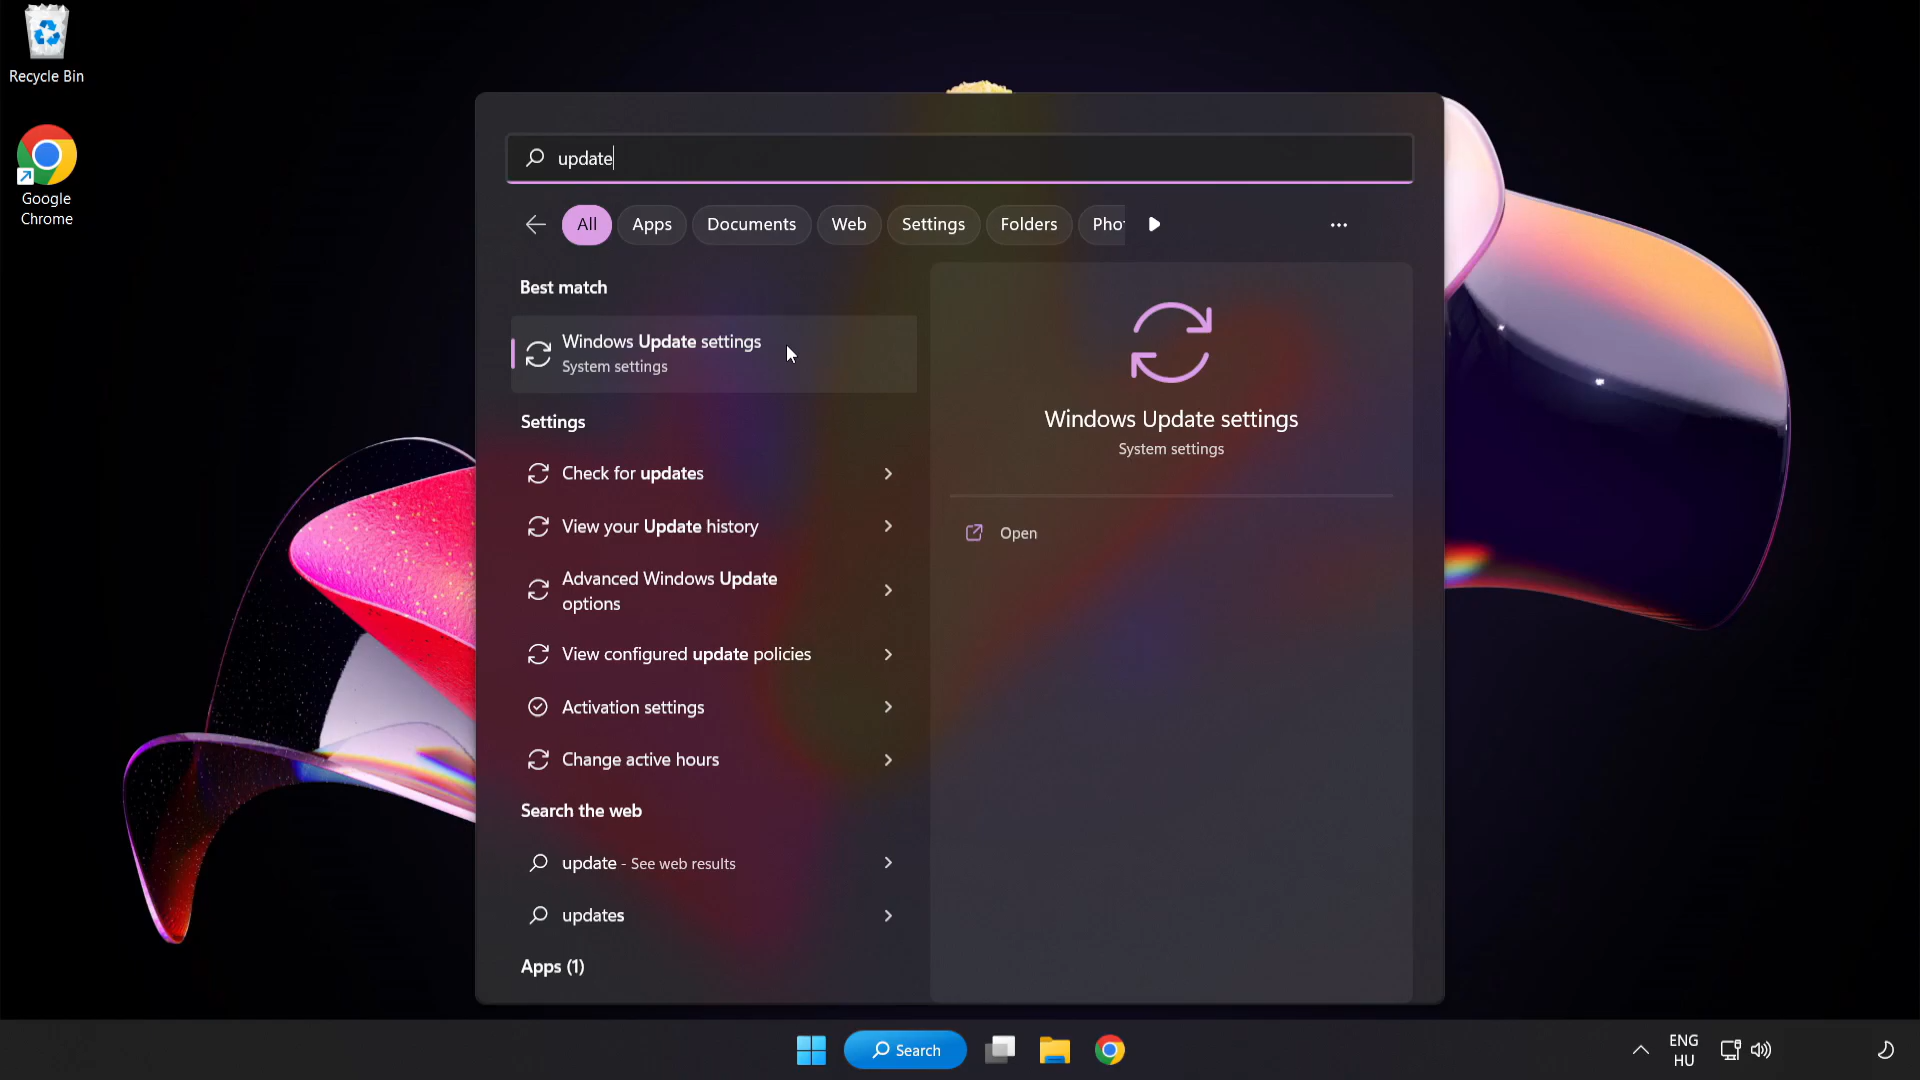 Recycle Bin
Google
Chrome
update
All
Apps
Documents
Web
Settings
Folders
Pho
Best match
Windows Update settings
System settings
Settings
Check for updates
View your Update history
Advanced Windows Update
options
View configured update policies
Activation settings
Change active hours
Search the web
update - See web results
updates
Apps (1)
Windows Update settings
System settings
Open
Search
ENG
HU